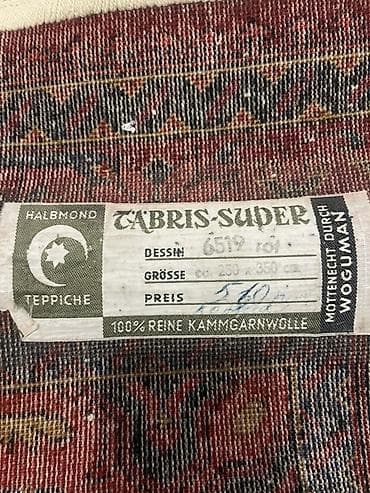 HALBMOND
TEPPICHE
TÄBRIS-SUPER
DESSIN 6519 rot
GRÖSSE ca. 250 x 350 cm
PREIS 510
100% REINE KAMMGARNWOLLE
MOTTENECHT DURCH
WOGUMAN